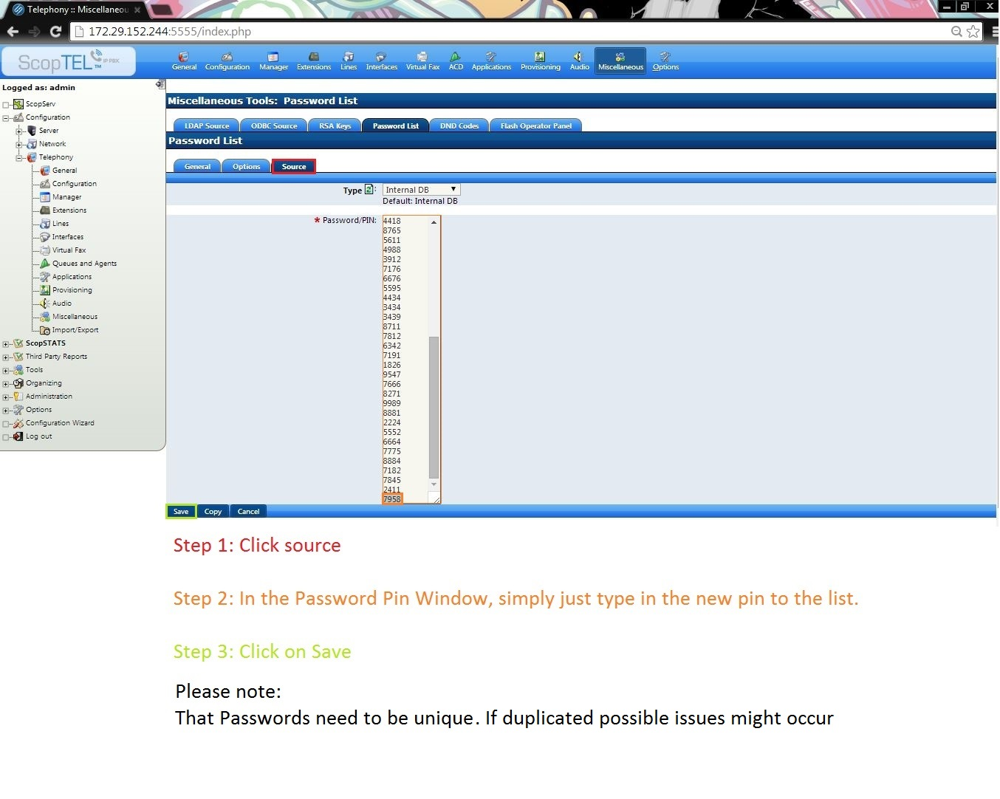 Telephony :: Miscellaneou
172.29.152.244:5555/index.php
ScopTEL™ IP PBX
General Configuration Manager Extensions Lines Interfaces Virtual Fax ACD Applications Provisioning Audio Miscellaneous Options
Logged as: admin
ScopServ
Configuration
Server
Network
Telephony
General
Configuration
Manager
Extensions
Lines
Interfaces
Virtual Fax
Queues and Agents
Applications
Provisioning
Audio
Miscellaneous
Import/Export
ScopSTATS
Third Party Reports
Tools
Organizing
Administration
Options
Configuration Wizard
Log out
Miscellaneous Tools: Password List
LDAP Source ODBC Source RSA Keys Password List DND Codes Flash Operator Panel
Password List
General Options Source
Type : Internal DB
Default: Internal DB
* Password/PIN: 4418
8765
5611
4988
3912
7176
6676
5595
4434
3434
3439
8711
7812
6342
7191
1826
9547
7666
8271
9989
8881
2224
5552
6664
7775
8884
7182
7845
2411
7958
Save Copy Cancel
Step 1: Click source
Step 2: In the Password Pin Window, simply just type in the new pin to the list.
Step 3: Click on Save
Please note:
That Passwords need to be unique. If duplicated possible issues might occur